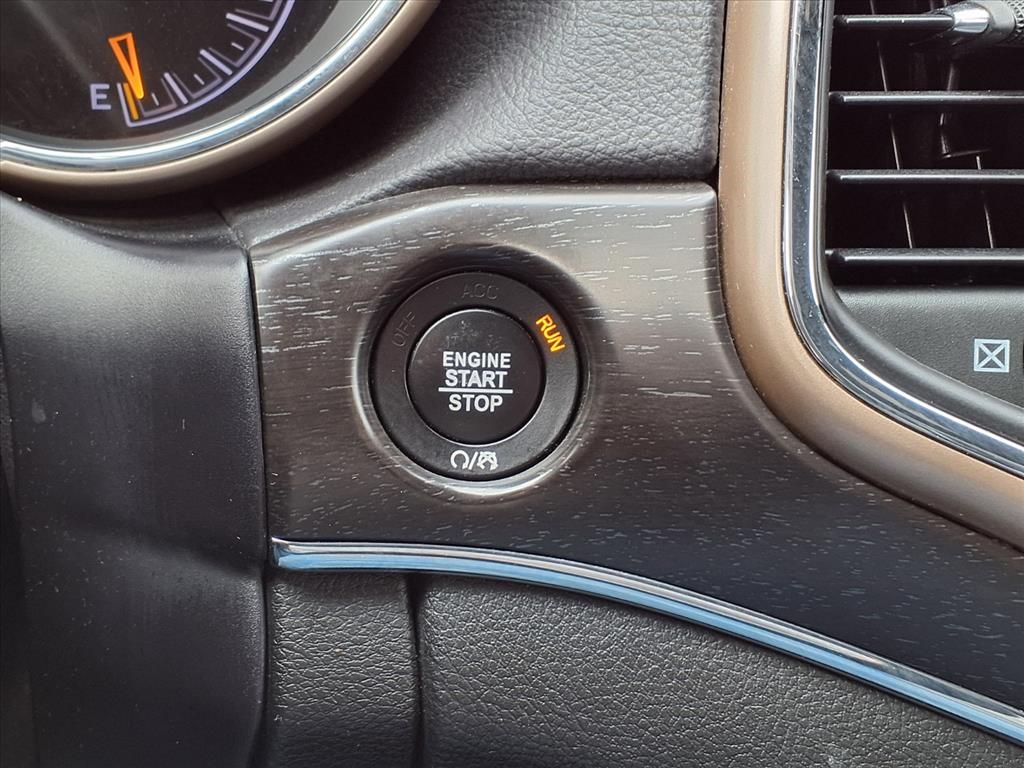 E
ACC
OFF
RUN
ENGINE
START
STOP